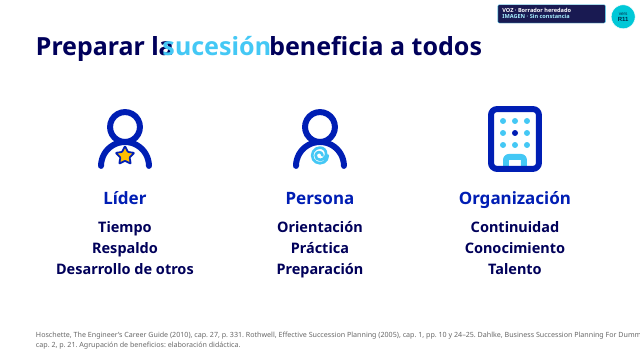 VOZ · Borrador heredado
IMAGEN · Sin constancia
R11
Preparar la sucesión beneficia a todos
Líder
Tiempo
Respaldo
Desarrollo de otros
Persona
Orientación
Práctica
Preparación
Organización
Continuidad
Conocimiento
Talento
Hoschette, The Engineer's Career Guide (2010), cap. 27, p. 331. Rothwell, Effective Succession Planning (2005), cap. 1, pp. 10 y 24–25. Dahlke, Business Succession Planning For Dumm
cap. 2, p. 21. Agrupación de beneficios: elaboración didáctica.